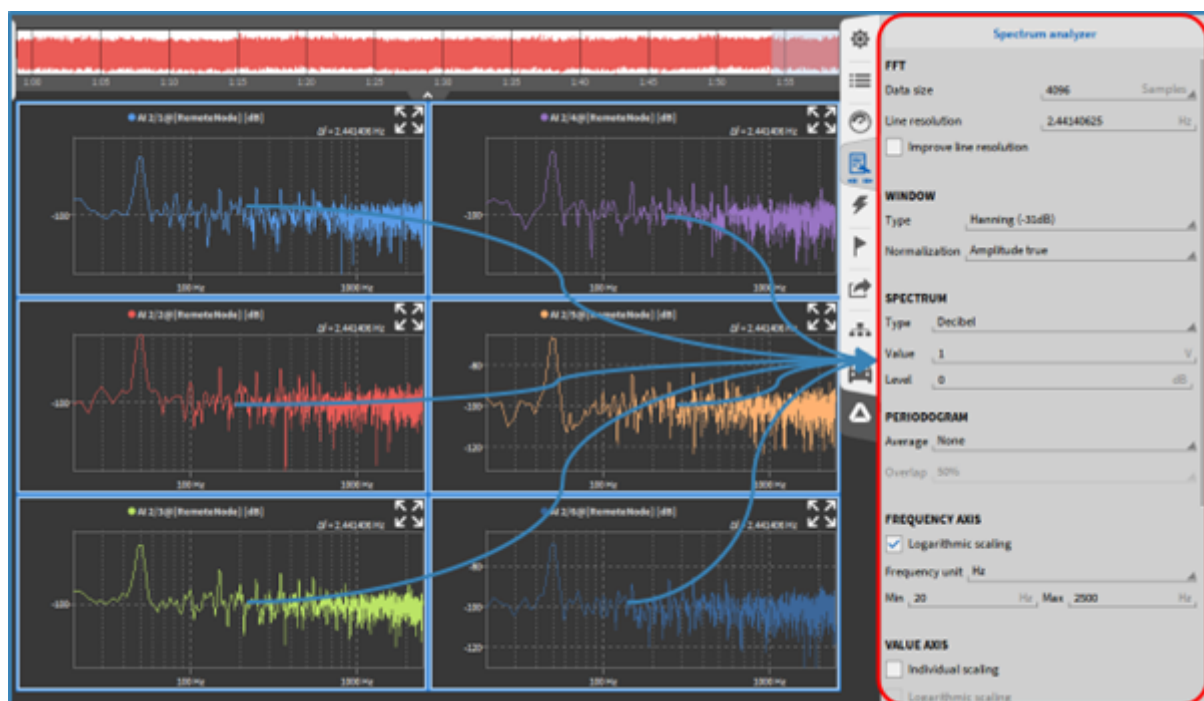 1:00 1:05 1:10 1:15 1:20 1:25 1:30 1:35 1:40 1:45 1:50 1:55
AI 2/1@[RemoteNode] [dB]
Δf = 2,441406 Hz
-100
100 Hz 1000 Hz
AI 2/4@[RemoteNode] [dB]
Δf = 2,441406 Hz
-100
100 Hz 1000 Hz
AI 2/2@[RemoteNode] [dB]
Δf = 2,441406 Hz
-100
100 Hz 1000 Hz
AI 2/5@[RemoteNode] [dB]
Δf = 2,441406 Hz
-80
-100
-120
100 Hz 1000 Hz
AI 2/3@[RemoteNode] [dB]
Δf = 2,441406 Hz
-100
100 Hz 1000 Hz
AI 2/6@[RemoteNode] [dB]
Δf = 2,441406 Hz
-80
-100
-120
100 Hz 1000 Hz
Spectrum analyzer
FFT
Data size 4096 Samples
Line resolution 2.44140625 Hz
Improve line resolution
WINDOW
Type Hanning (-31dB)
Normalization Amplitude true
SPECTRUM
Type Decibel
Value 1 V
Level 0 dB
PERIODOGRAM
Average None
Overlap 50%
FREQUENCY AXIS
Logarithmic scaling
Frequency unit Hz
Min 20 Hz Max 2500 Hz
VALUE AXIS
Individual scaling
Logarithmic scaling